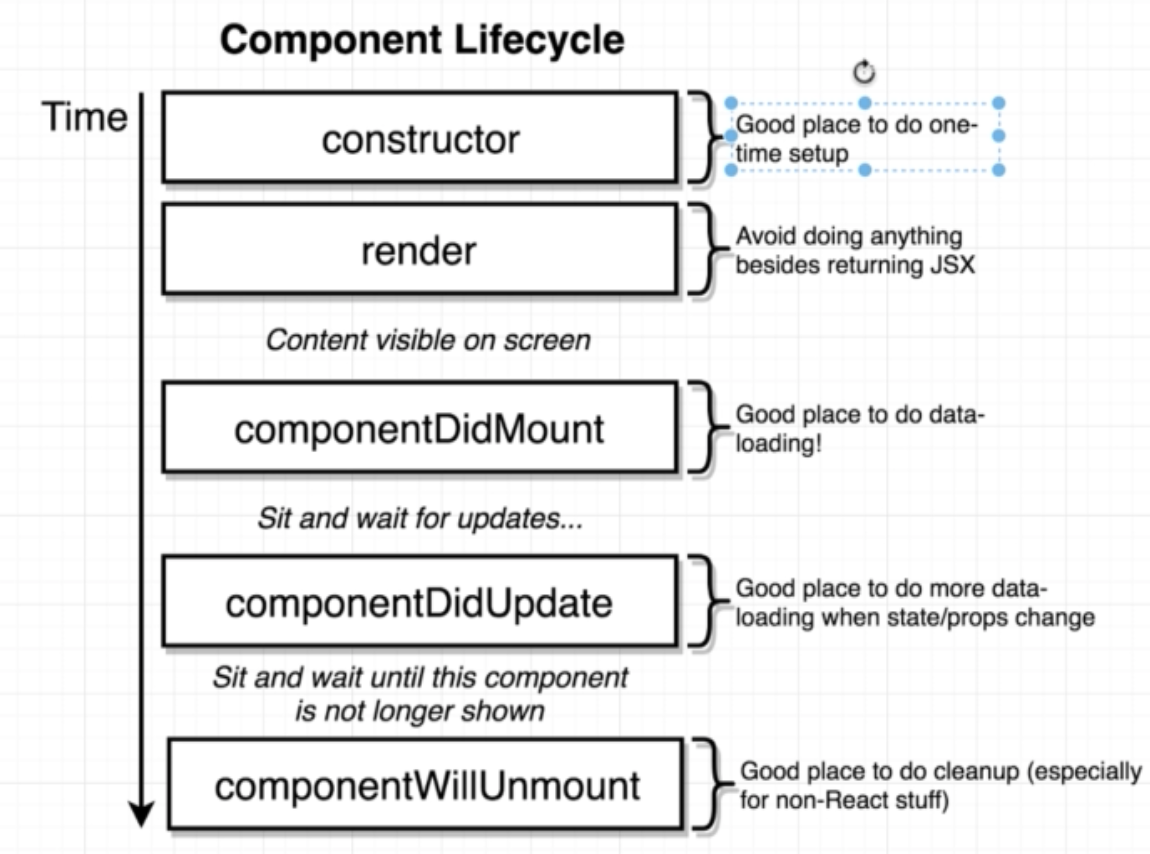 Component Lifecycle
Time
constructor
Good place to do one-
time setup
render
Avoid doing anything
besides returning JSX
Content visible on screen
componentDidMount
Good place to do data-
loading!
Sit and wait for updates...
componentDidUpdate
Good place to do more data-
loading when state/props change
Sit and wait until this component
is not longer shown
componentWillUnmount
Good place to do cleanup (especially
for non-React stuff)